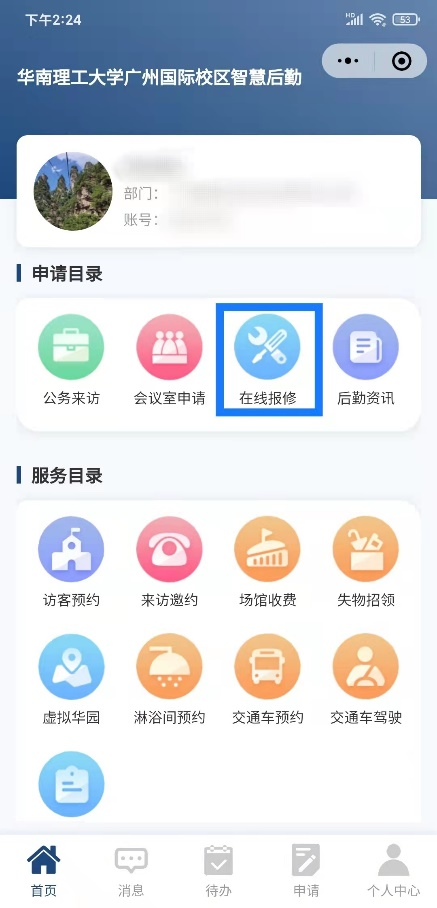 下午2:24
HD
53
华南理工大学广州国际校区智慧后勤
部门：
账号：
申请目录
公务来访 会议室申请 在线报修 后勤资讯
服务目录
访客预约 来访邀约 场馆收费 失物招领
虚拟华园 淋浴间预约 交通车预约 交通车驾驶
首页 消息 待办 申请 个人中心